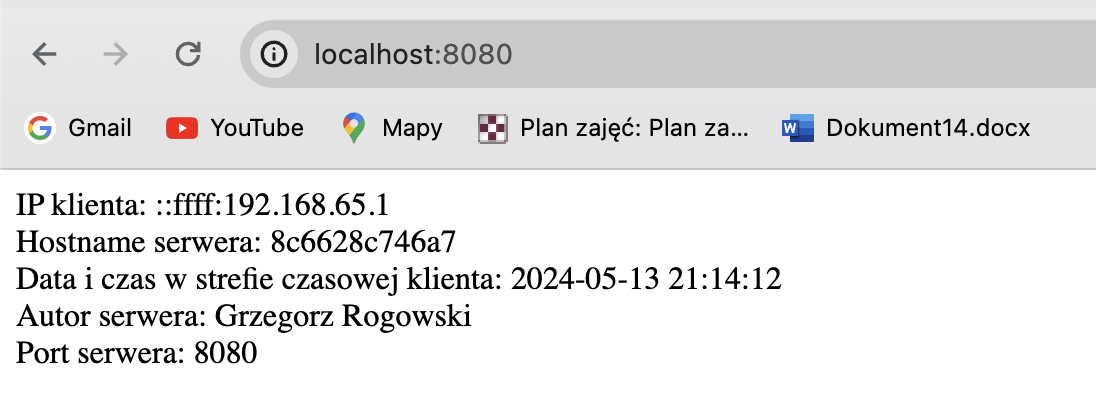 localhost:8080
Gmail YouTube Mapy Plan zajęć: Plan za... W Dokument14.docx
IP klienta: ::ffff:192.168.65.1
Hostname serwera: 8c6628c746a7
Data i czas w strefie czasowej klienta: 2024-05-13 21:14:12
Autor serwera: Grzegorz Rogowski
Port serwera: 8080